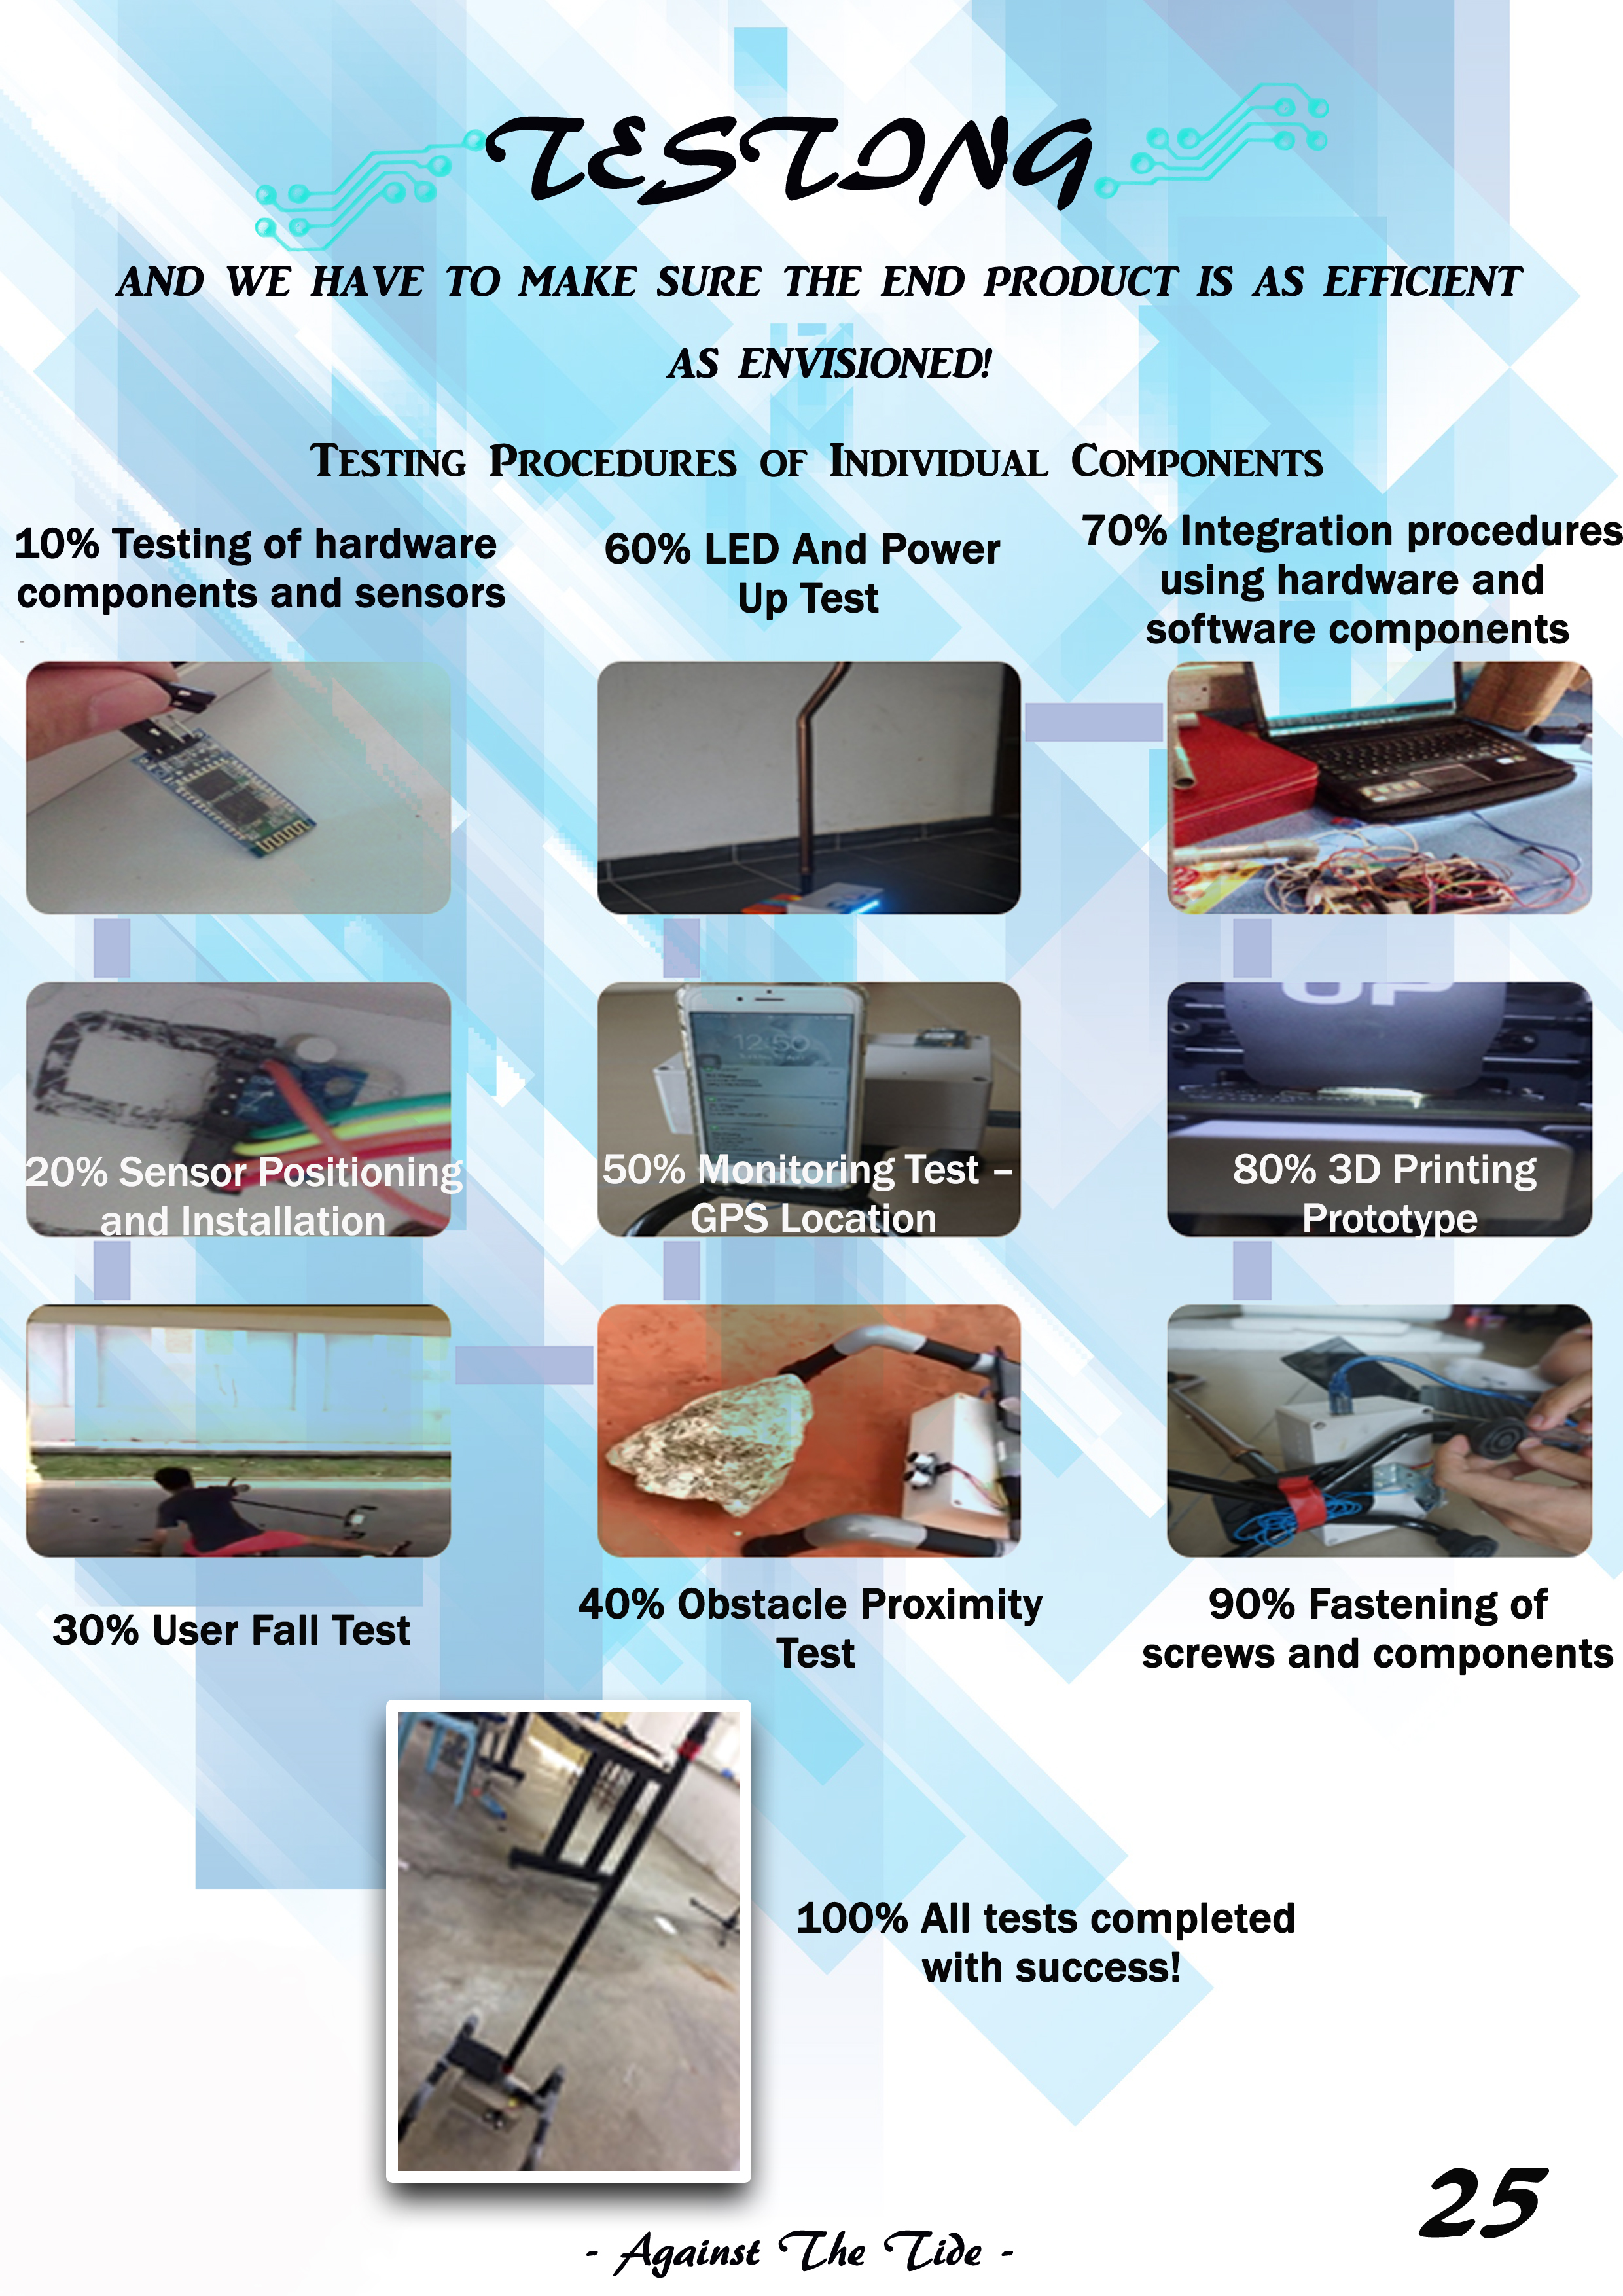 TESTING
AND WE HAVE TO MAKE SURE THE END PRODUCT IS AS EFFICIENT
AS ENVISIONED!
TESTING PROCEDURES OF INDIVIDUAL COMPONENTS
10% Testing of hardware
components and sensors
60% LED And Power
Up Test
70% Integration procedures
using hardware and
software components
12:50
UP
20% Sensor Positioning
and Installation
50% Monitoring Test –
GPS Location
80% 3D Printing
Prototype
30% User Fall Test
40% Obstacle Proximity
Test
90% Fastening of
screws and components
100% All tests completed
with success!
25
- Against The Tide -